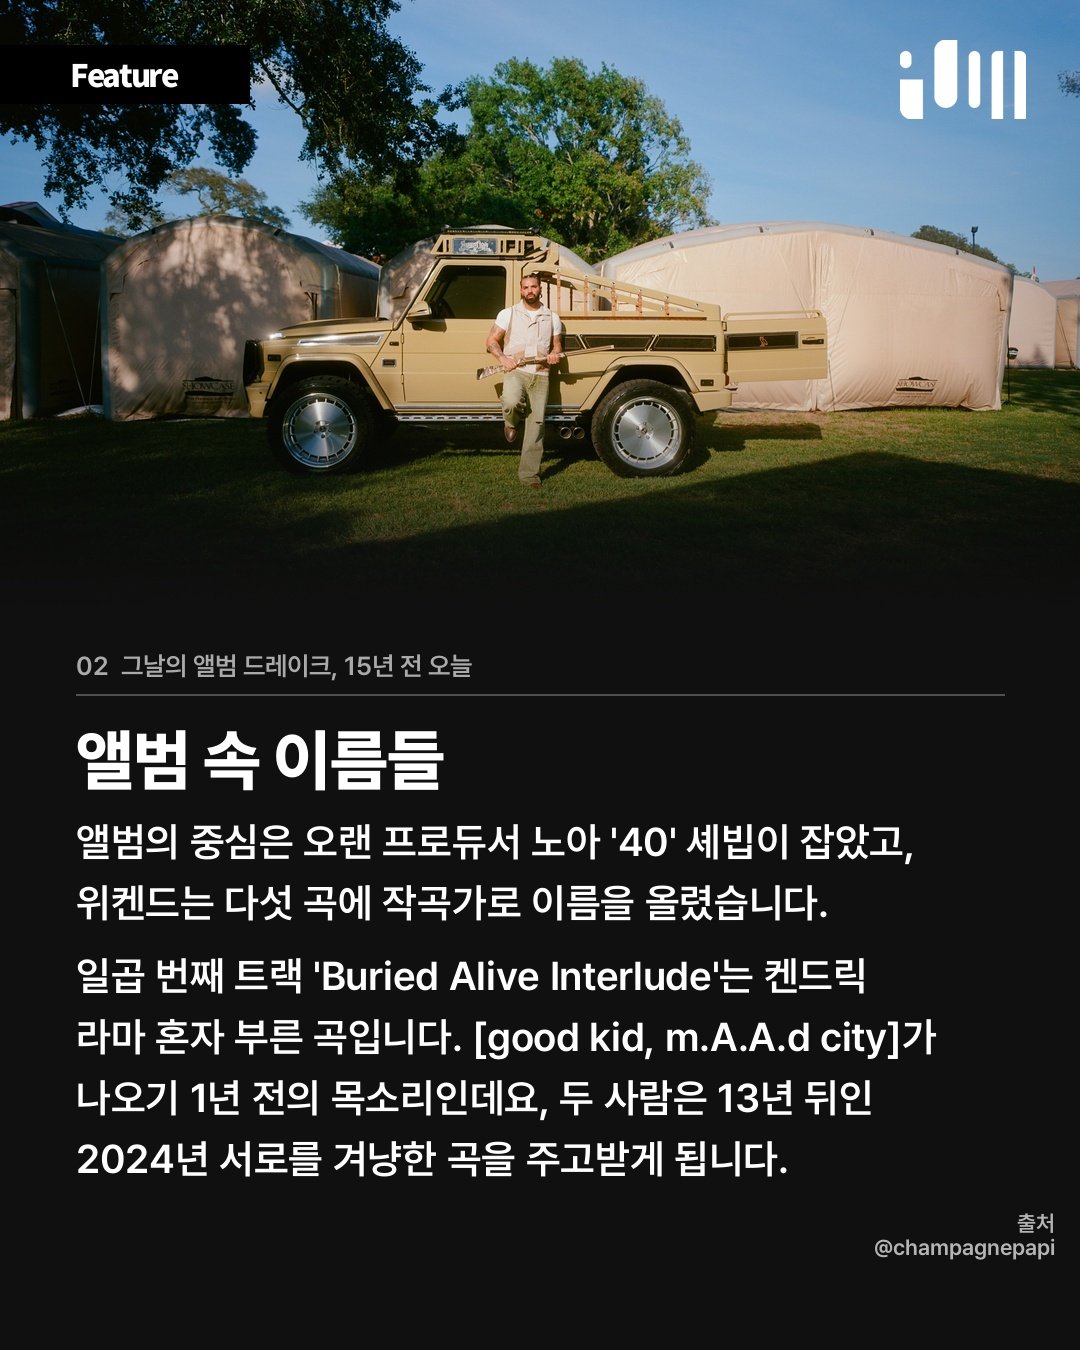 Feature
SHOWCASE
SHOWCASE
02 그날의 앨범 드레이크, 15년 전 오늘
앨범 속 이름들
앨범의 중심은 오랜 프로듀서 노아 '40' 셰빕이 잡았고,
위켄드는 다섯 곡에 작곡가로 이름을 올렸습니다.
일곱 번째 트랙 'Buried Alive Interlude'는 켄드릭
라마 혼자 부른 곡입니다. [good kid, m.A.A.d city]가
나오기 1년 전의 목소리인데요, 두 사람은 13년 뒤인
2024년 서로를 겨냥한 곡을 주고받게 됩니다.
출처
@champagnepapi